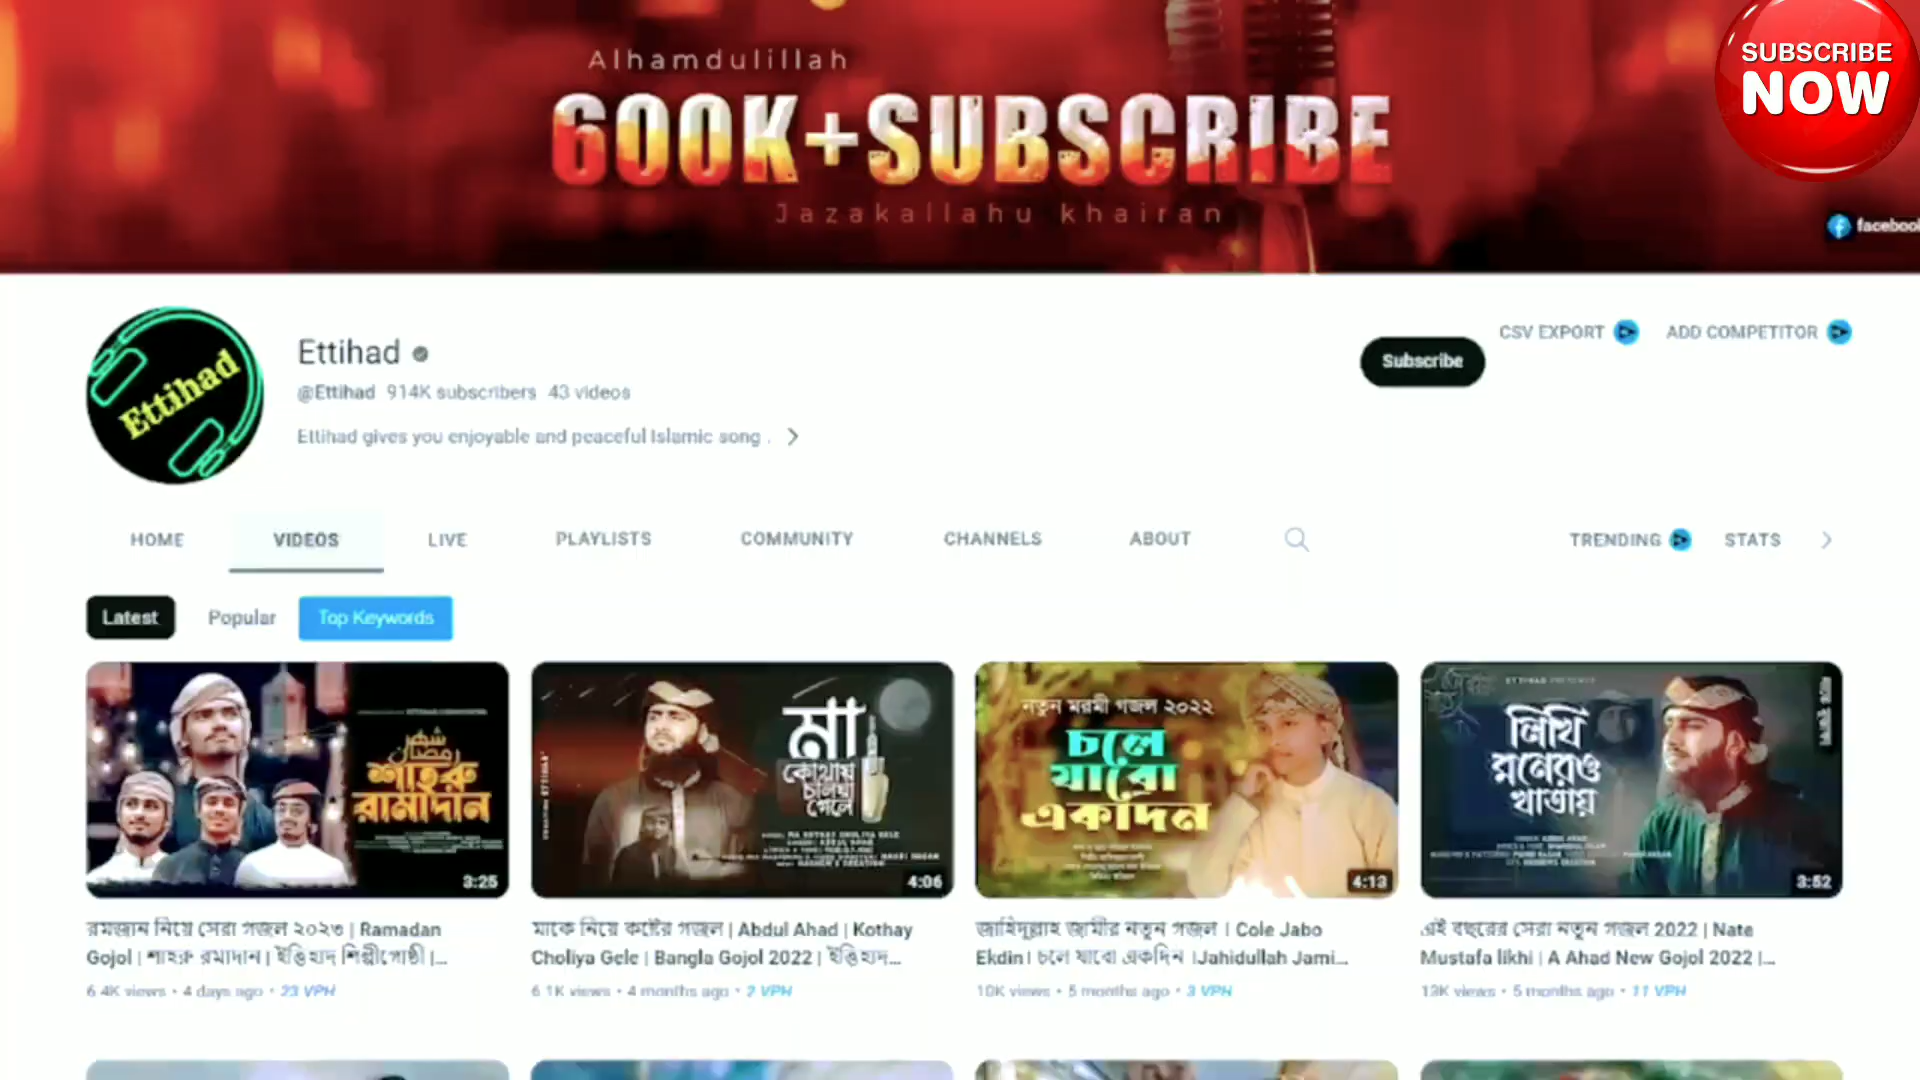 Alhamdulillah
600K+SUBSCRIBE
Jazakallahu khairan
SUBSCRIBE
NOW
facebook
Ettihad
Ettihad
@Ettihad 914K subscribers 43 videos
Ettihad gives you enjoyable and peaceful Islamic song .
Subscribe
CSV EXPORT
ADD COMPETITOR
HOME
VIDEOS
LIVE
PLAYLISTS
COMMUNITY
CHANNELS
ABOUT
TRENDING
STATS
Latest
Popular
Top Keywords
শাহরু
রামাদান
3:25
মা
কোথায়
চলিয়া
গেলে
4:06
নতুন মরমী গজল ২০২২
চলে
যাবো
একদিন
4:13
ETTIHAD PRESENTS
লিখি
মনেরও
খাতায়
3:52
রমজান নিয়ে সেরা গজল ২০২৩ | Ramadan
Gojol | শাহরু রমাদান | ইত্তিহাদ শিল্পীগোষ্ঠী |...
6.4K views • 4 days ago • 23 VPH
মাকে নিয়ে কষ্টের গজল | Abdul Ahad | Kothay
Choliya Gele | Bangla Gojol 2022 | ইত্তিহাদ...
6.1K views • 4 months ago • 2 VPH
জাহিদুল্লাহ জামীর নতুন গজল । Cole Jabo
Ekdin। চলে যাবো একদিন ।Jahidullah Jami...
10K views • 5 months ago • 3 VPH
এই বছরের সেরা নতুন গজল 2022 | Nate
Mustafa likhi | A Ahad New Gojol 2022 |...
13K views • 5 months ago • 11 VPH